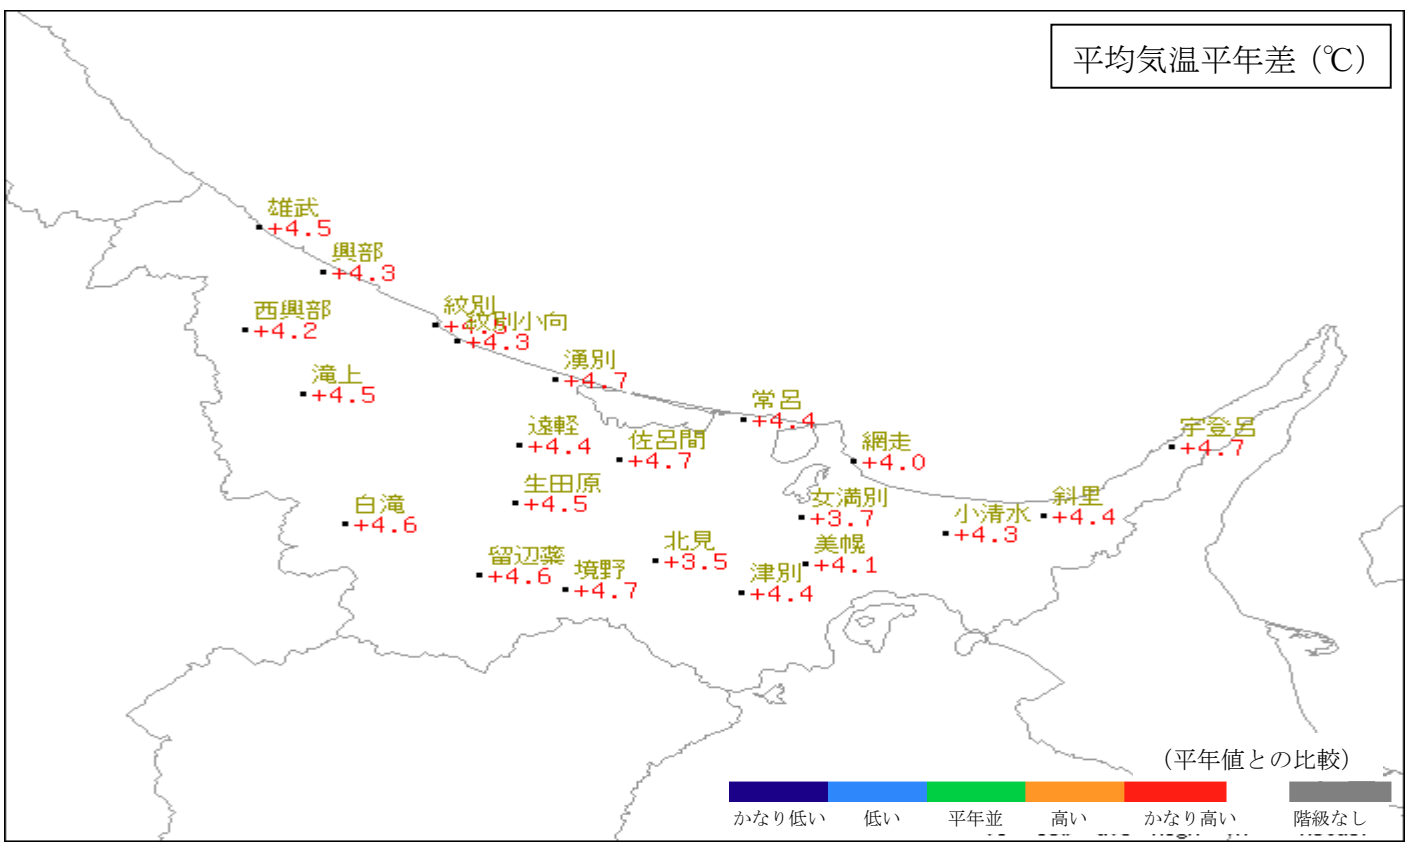 平均気温平年差（℃）
雄武
+4.5
興部
+4.3
西興部
+4.2
紋別
+4.5
紋別小向
+4.3
滝上
+4.5
湧別
+4.7
常呂
+4.4
遠軽
+4.4
佐呂間
+4.7
網走
+4.0
宇登呂
+4.7
生田原
+4.5
白滝
+4.6
女満別
+3.7
小清水
+4.3
斜里
+4.4
北見
+3.5
美幌
+4.1
留辺蘂
+4.6
境野
+4.7
津別
+4.4
（平年値との比較）
かなり低い 低い 平年並 高い かなり高い 階級なし